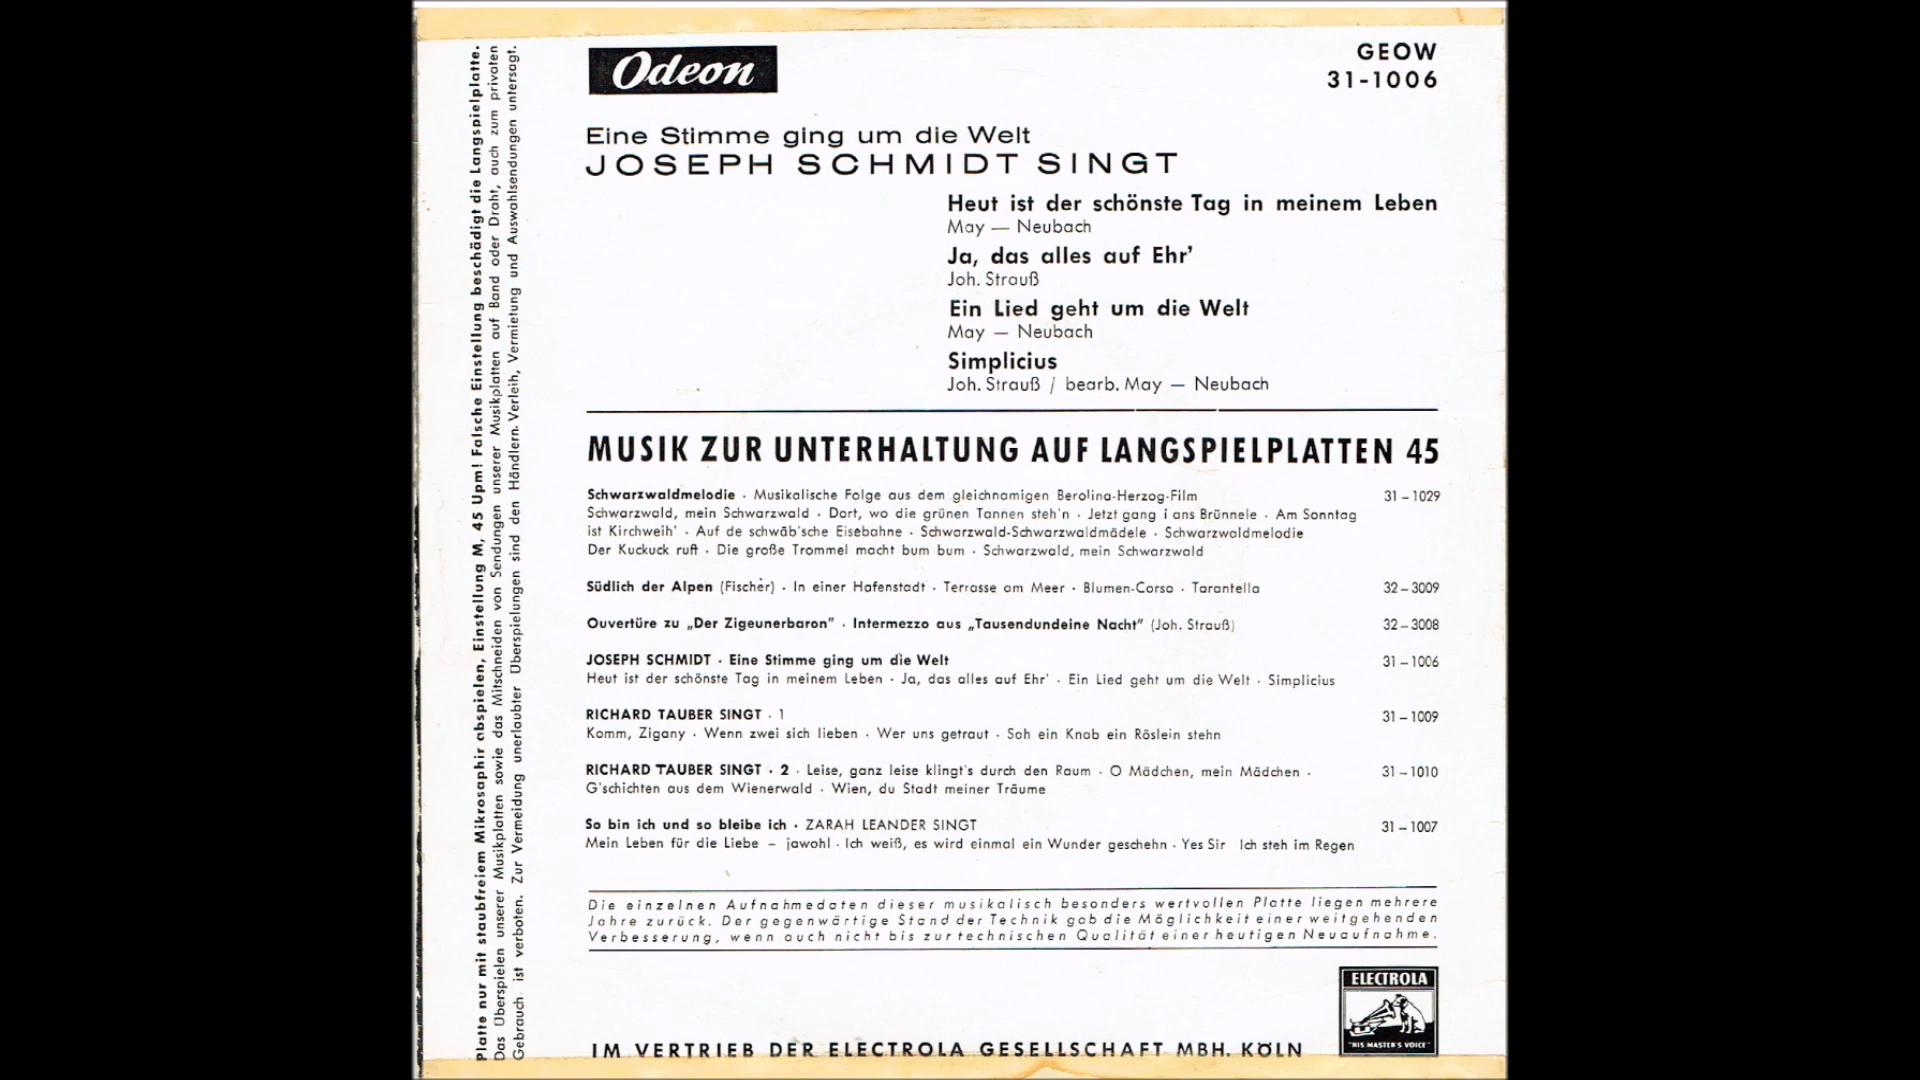 Odeon
GEOW
31-1006
Eine Stimme ging um die Welt
JOSEPH SCHMIDT SINGT
Heut ist der schönste Tag in meinem Leben
May — Neubach
Ja, das alles auf Ehr'
Joh. Strauß
Ein Lied geht um die Welt
May — Neubach
Simplicius
Joh. Strauß / bearb. May — Neubach
MUSIK ZUR UNTERHALTUNG AUF LANGSPIELPLATTEN 45
Schwarzwaldmelodie · Musikalische Folge aus dem gleichnamigen Berolina-Herzog-Film 31–1029
Schwarzwald, mein Schwarzwald · Dort, wo die grünen Tannen steh'n · Jetzt gang i ans Brünnele · Am Sonntag
ist Kirchweih' · Auf de schwäb'sche Eisebahne · Schwarzwald-Schwarzwaldmädele · Schwarzwaldmelodie
Der Kuckuck ruft · Die große Trommel macht bum bum · Schwarzwald, mein Schwarzwald
Südlich der Alpen (Fischer) · In einer Hafenstadt · Terrasse am Meer · Blumen-Corso · Tarantella 32–3009
Ouvertüre zu „Der Zigeunerbaron" · Intermezzo aus „Tausendundeine Nacht" (Joh. Strauß) 32–3008
JOSEPH SCHMIDT · Eine Stimme ging um die Welt 31–1006
Heut ist der schönste Tag in meinem Leben · Ja, das alles auf Ehr' · Ein Lied geht um die Welt · Simplicius
RICHARD TAUBER SINGT · 1 31–1009
Komm, Zigany · Wenn zwei sich lieben · Wer uns getraut · Sah ein Knab ein Röslein stehn
RICHARD TAUBER SINGT · 2 · Leise, ganz leise klingt's durch den Raum · O Mädchen, mein Mädchen · 31–1010
G'schichten aus dem Wienerwald · Wien, du Stadt meiner Träume
So bin ich und so bleibe ich · ZARAH LEANDER SINGT 31–1007
Mein Leben für die Liebe – jawohl · Ich weiß, es wird einmal ein Wunder geschehn · Yes Sir Ich steh im Regen
Die einzelnen Aufnahmedaten dieser musikalisch besonders wertvollen Platte liegen mehrere
Jahre zurück. Der gegenwärtige Stand der Technik gab die Möglichkeit einer weitgehenden
Verbesserung, wenn auch nicht bis zur technischen Qualität einer heutigen Neuaufnahme.
ELECTROLA
"HIS MASTER'S VOICE"
IM VERTRIEB DER ELECTROLA GESELLSCHAFT MBH. KÖLN
Platte nur mit staubfreiem Mikrosaphir abspielen, Einstellung M, 45 Upm! Falsche Einstellung beschädigt die Langspielplatte.
Das Überspielen unserer Musikplatten sowie das Mitschneiden von Sendungen unserer Musikplatten auf Band oder Draht, auch zum privaten
Gebrauch, ist verboten. Zur Vermeidung unerlaubter Überspielungen sind den Händlern Verleih, Vermietung und Auswahlsendungen untersagt.